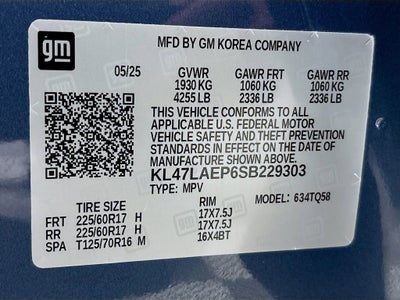 gm
MFD BY GM KOREA COMPANY
05/25 GVWR GAWR FRT GAWR RR
1930 KG 1060 KG 1060 KG
4255 LB 2336 LB 2336 LB
THIS VEHICLE CONFORMS TO ALL
APPLICABLE U.S. FEDERAL MOTOR
VEHICLE SAFETY AND THEFT PREVENTION
STANDARDS IN EFFECT ON THE DATE OF
MANUFACTURE SHOWN ABOVE.
KL47LAEP6SB229303
TYPE: MPV MODEL: 634TQ58
TIRE SIZE RIM
FRT 225/60R17 H 17X7.5J
RR 225/60R17 H 17X7.5J
SPA T125/70R16 M 16X4BT